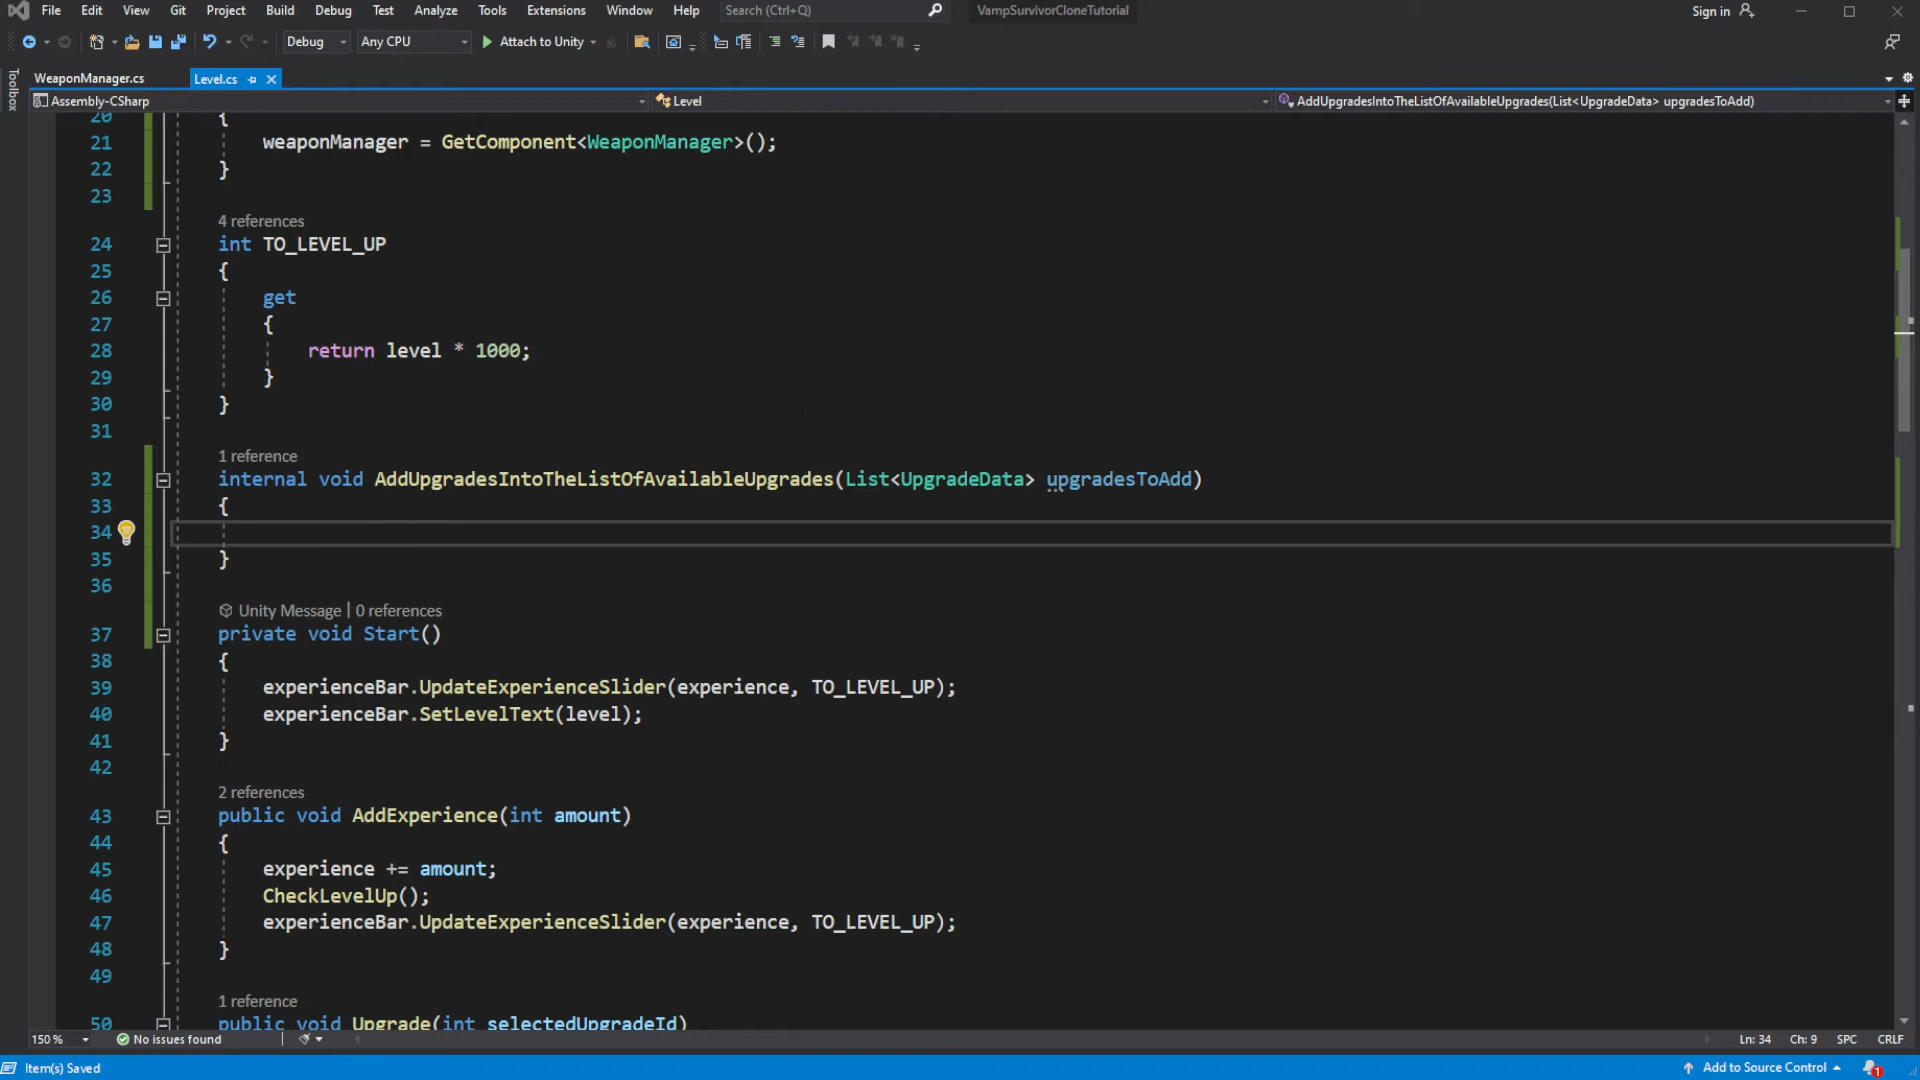 File Edit View Git Project Build Debug Test Analyze Tools Extensions Window Help Search (Ctrl+Q) VampSurvivorCloneTutorial Sign in
Debug Any CPU Attach to Unity
Toolbox
WeaponManager.cs Level.cs
Assembly-CSharp Level AddUpgradesIntoTheListOfAvailableUpgrades(List<UpgradeData> upgradesToAdd)
20 {
21 weaponManager = GetComponent<WeaponManager>();
22 }
23
4 references
24 int TO_LEVEL_UP
25 {
26 get
27 {
28 return level * 1000;
29 }
30 }
31
1 reference
32 internal void AddUpgradesIntoTheListOfAvailableUpgrades(List<UpgradeData> upgradesToAdd)
33 {
34
35 }
36
Unity Message | 0 references
37 private void Start()
38 {
39 experienceBar.UpdateExperienceSlider(experience, TO_LEVEL_UP);
40 experienceBar.SetLevelText(level);
41 }
42
2 references
43 public void AddExperience(int amount)
44 {
45 experience += amount;
46 CheckLevelUp();
47 experienceBar.UpdateExperienceSlider(experience, TO_LEVEL_UP);
48 }
49
1 reference
50 public void Upgrade(int selectedUpgradeId)
150 % No issues found Ln: 34 Ch: 9 SPC CRLF
Item(s) Saved Add to Source Control 1